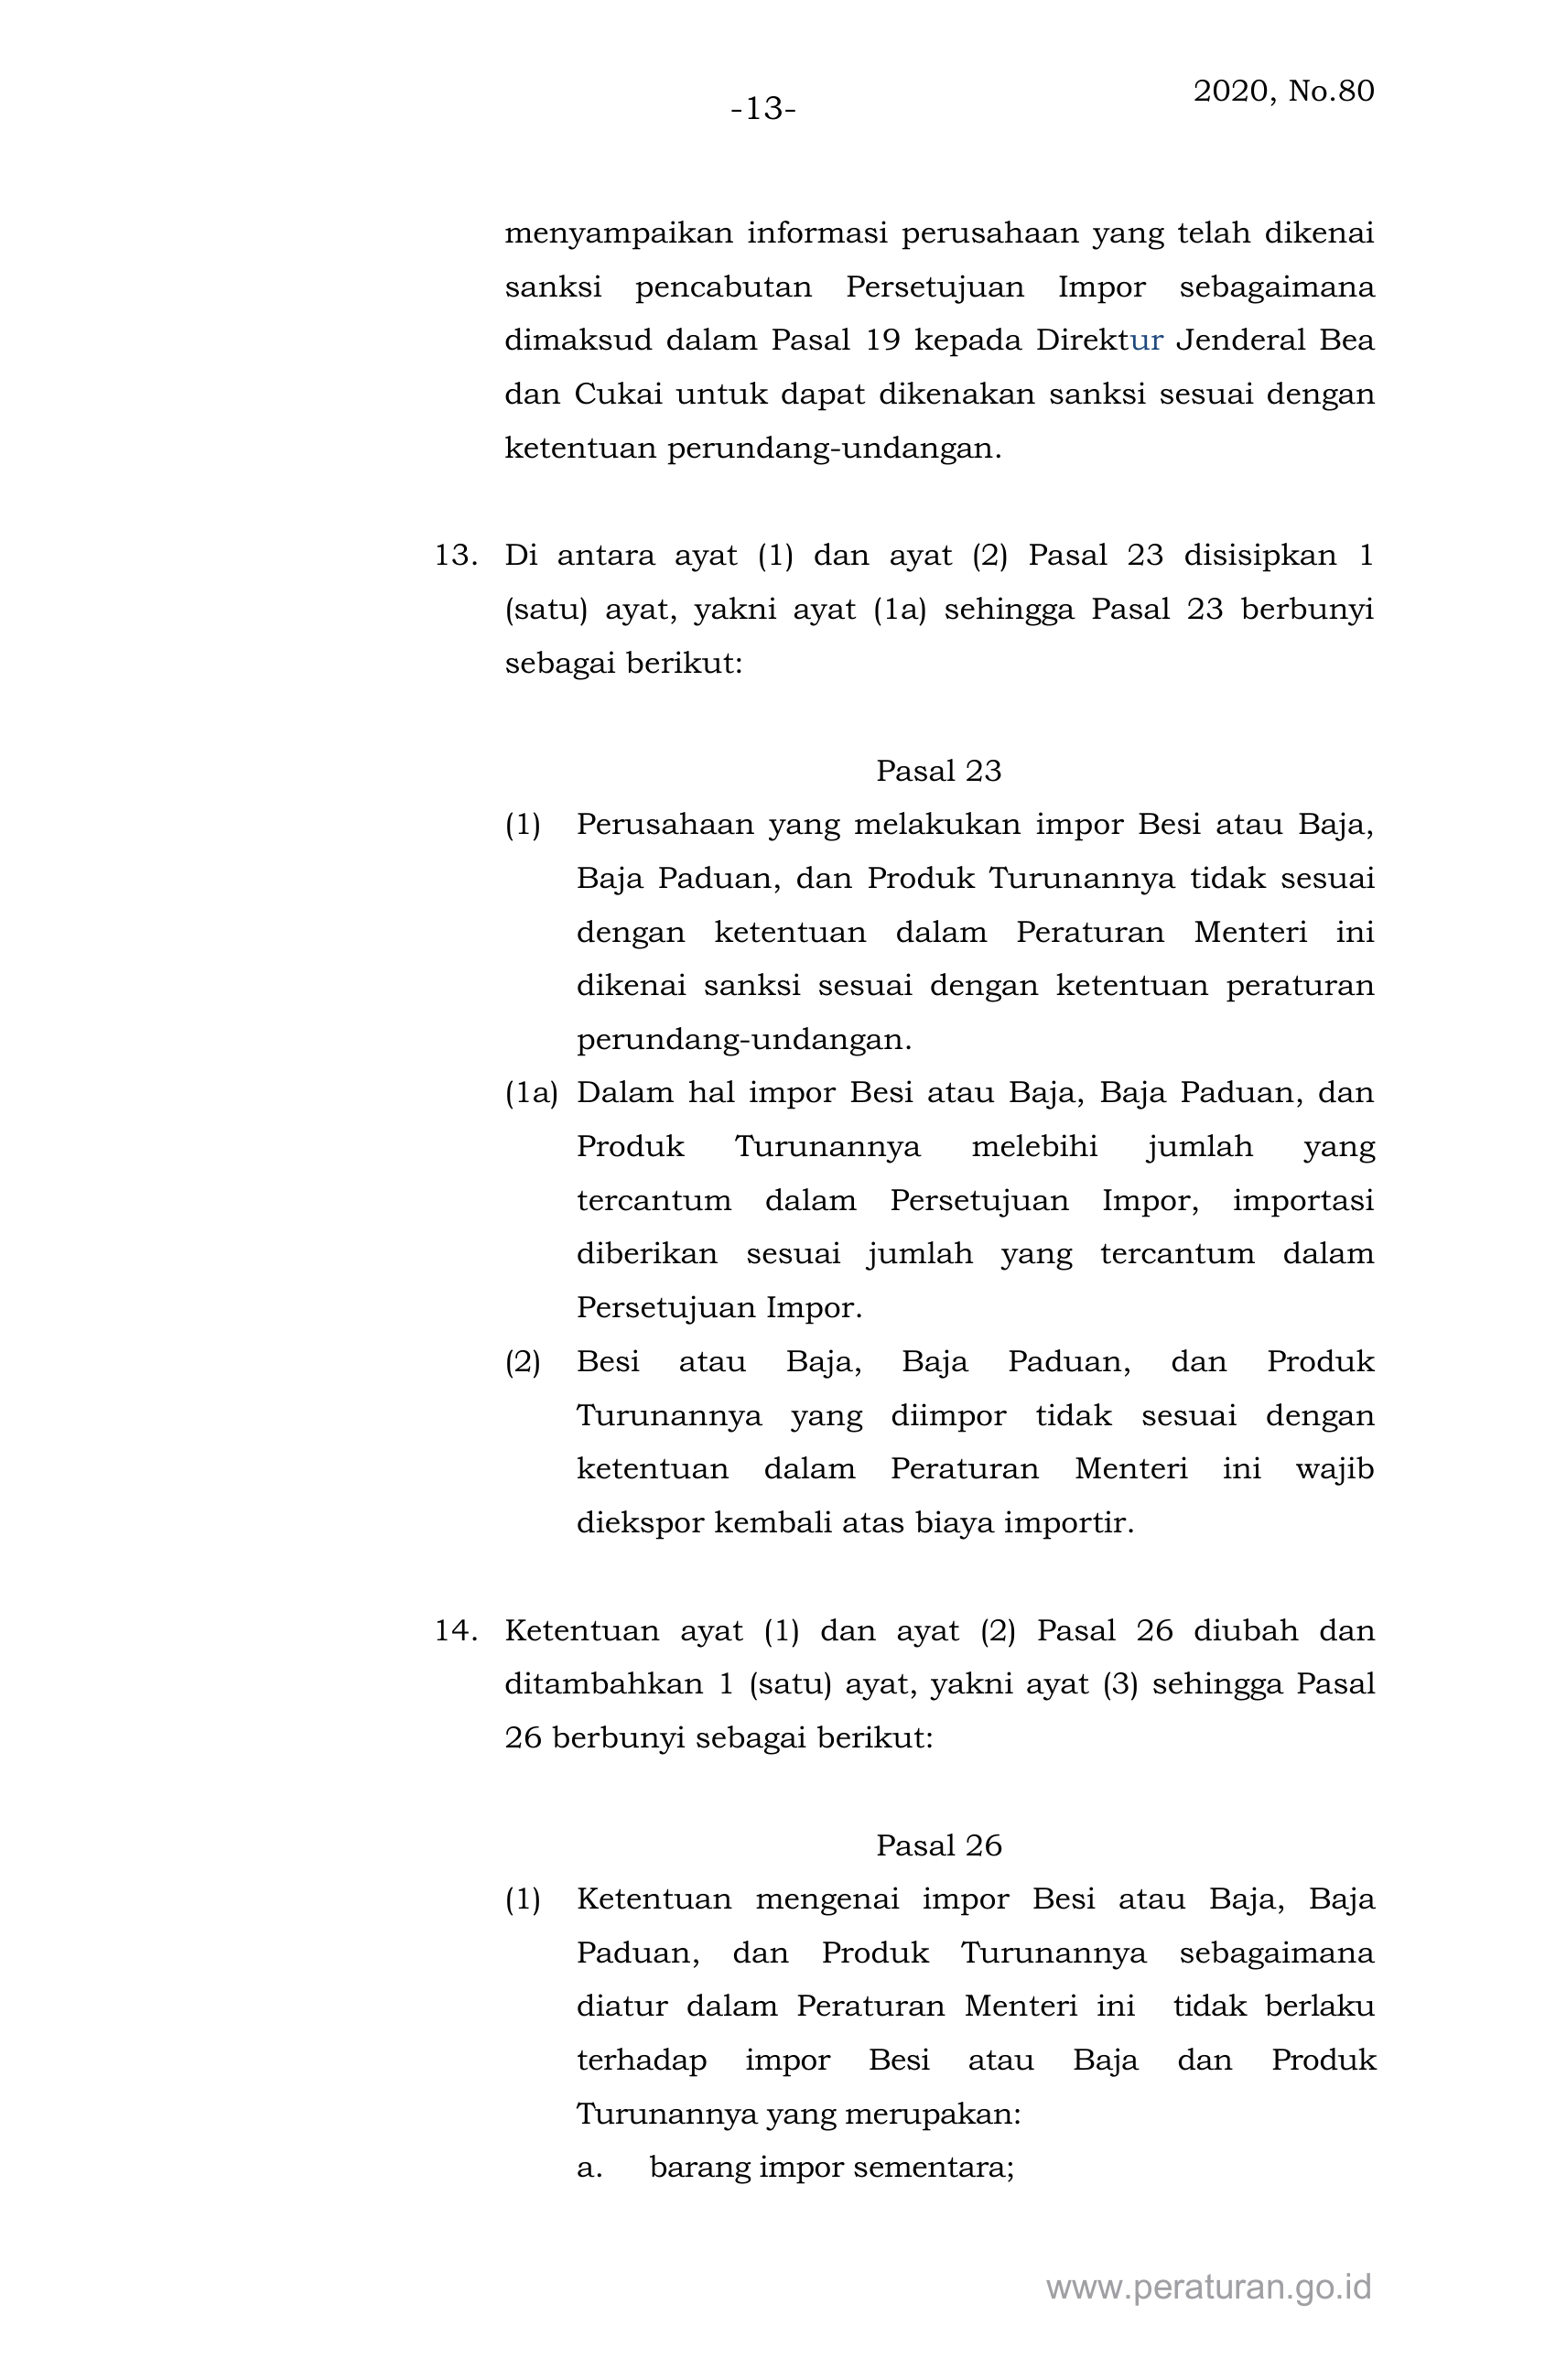 2020, No.80
-13-
menyampaikan informasi perusahaan yang telah dikenai
sanksi pencabutan Persetujuan Impor sebagaimana
dimaksud dalam Pasal 19 kepada Direktur Jenderal Bea
dan Cukai untuk dapat dikenakan sanksi sesuai dengan
ketentuan perundang-undangan.
13. Di antara ayat (1) dan ayat (2) Pasal 23 disisipkan 1
(satu) ayat, yakni ayat (1a) sehingga Pasal 23 berbunyi
sebagai berikut:
Pasal 23
(1) Perusahaan yang melakukan impor Besi atau Baja,
Baja Paduan, dan Produk Turunannya tidak sesuai
dengan ketentuan dalam Peraturan Menteri ini
dikenai sanksi sesuai dengan ketentuan peraturan
perundang-undangan.
(1a) Dalam hal impor Besi atau Baja, Baja Paduan, dan
Produk Turunannya melebihi jumlah yang
tercantum dalam Persetujuan Impor, importasi
diberikan sesuai jumlah yang tercantum dalam
Persetujuan Impor.
(2) Besi atau Baja, Baja Paduan, dan Produk
Turunannya yang diimpor tidak sesuai dengan
ketentuan dalam Peraturan Menteri ini wajib
diekspor kembali atas biaya importir.
14. Ketentuan ayat (1) dan ayat (2) Pasal 26 diubah dan
ditambahkan 1 (satu) ayat, yakni ayat (3) sehingga Pasal
26 berbunyi sebagai berikut:
Pasal 26
(1) Ketentuan mengenai impor Besi atau Baja, Baja
Paduan, dan Produk Turunannya sebagaimana
diatur dalam Peraturan Menteri ini tidak berlaku
terhadap impor Besi atau Baja dan Produk
Turunannya yang merupakan:
a. barang impor sementara;
www.peraturan.go.id